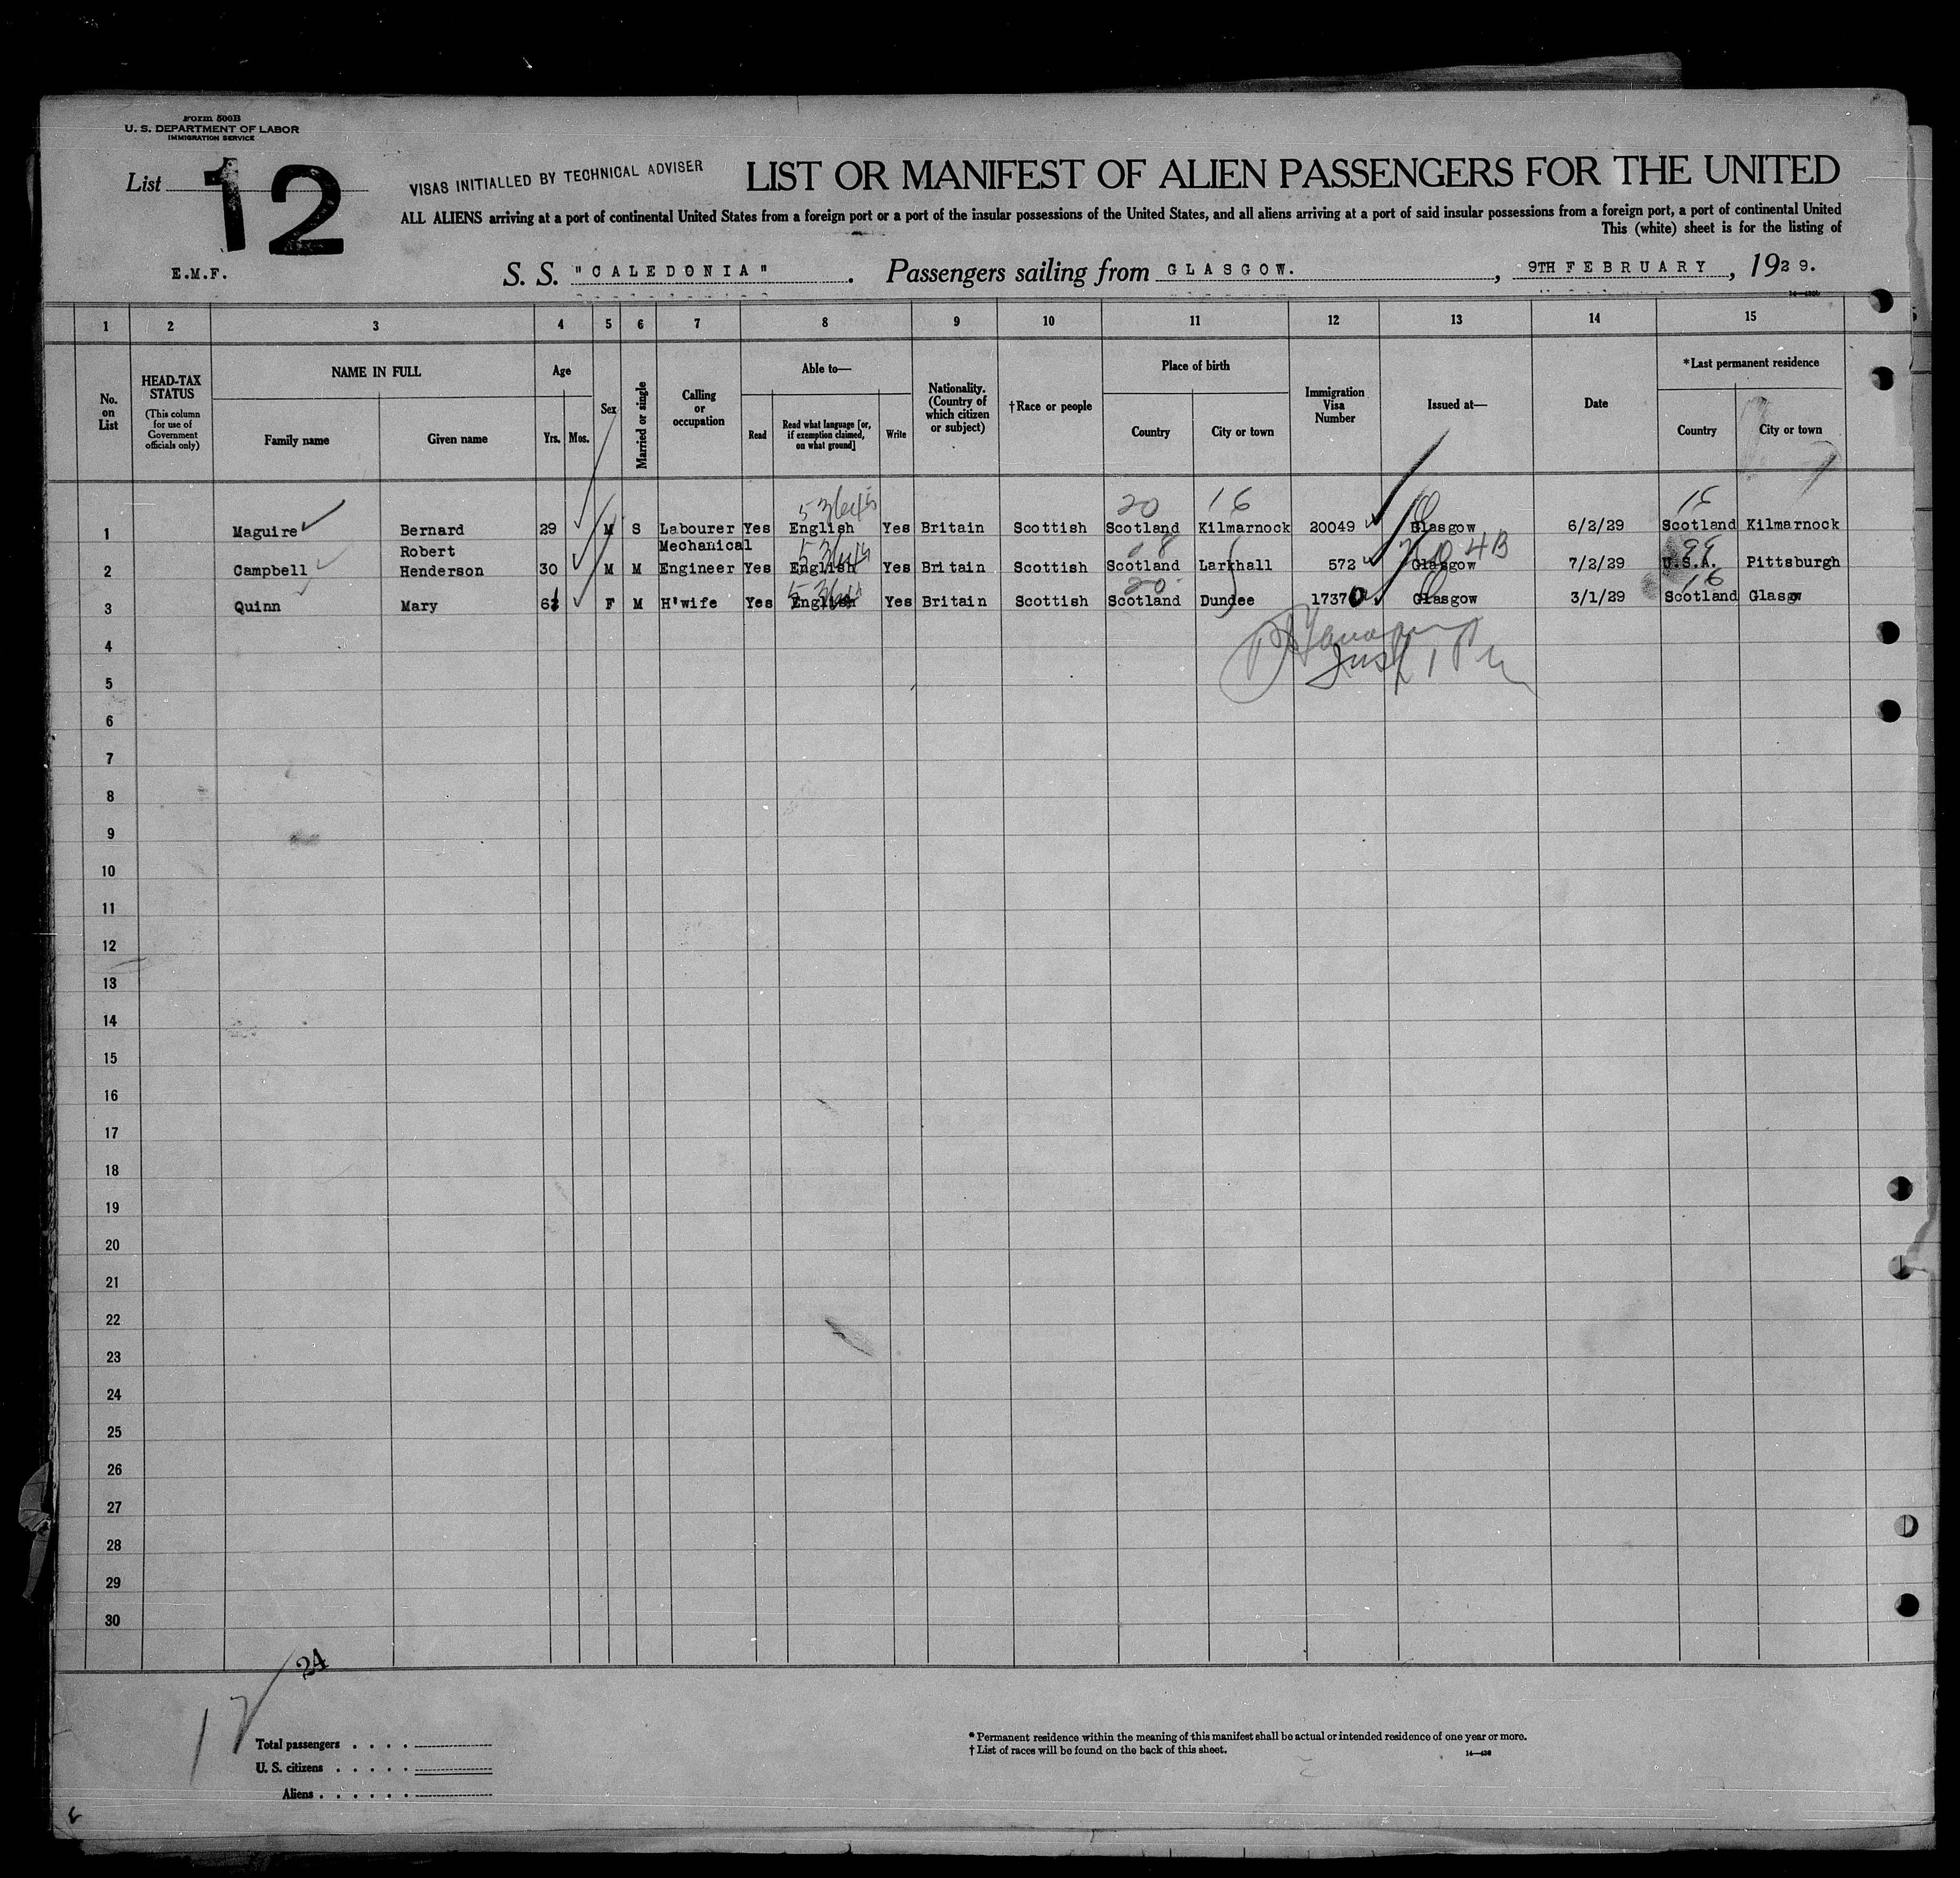 Form 500B
U. S. DEPARTMENT OF LABOR
IMMIGRATION SERVICE
List 12
VISAS INITIALLED BY TECHNICAL ADVISER
LIST OR MANIFEST OF ALIEN PASSENGERS FOR THE UNITED
ALL ALIENS arriving at a port of continental United States from a foreign port or a port of the insular possessions of the United States, and all aliens arriving at a port of said insular possessions from a foreign port, a port of continental United
This (white) sheet is for the listing of
E.M.F.
S. S. "CALEDONIA". Passengers sailing from GLASGOW., 9TH FEBRUARY, 1929.
1 2 3 4 5 6 7 8 9 10 11 12 13 14 15
No. on List
HEAD-TAX STATUS
(This column for use of Government officials only)
NAME IN FULL
Family name
Given name
Age
Yrs. Mos.
Sex
Married or single
Calling or occupation
Able to—
Read
Read what language [or, if exemption claimed, on what ground]
Write
Nationality. (Country of which citizen or subject)
†Race or people
Place of birth
Country
City or town
Immigration Visa Number
Issued at—
Date
*Last permanent residence
Country
City or town
20 16 16
1 Maguire Bernard 29 M S Labourer Yes English Yes Britain Scottish Scotland Kilmarnock 20049 Glasgow 6/2/29 Scotland Kilmarnock
Robert Mechanical
4B 99
2 Campbell Henderson 30 M M Engineer Yes English Yes Britain Scottish Scotland Larkhall 572 Glasgow 7/2/29 U.S.A. Pittsburgh
20 16
3 Quinn Mary F M H'wife Yes English Yes Britain Scottish Scotland Dundee 17370 Glasgow 3/1/29 Scotland Glasgow
4
5
6
7
8
9
10
11
12
13
14
15
16
17
18
19
20
21
22
23
24
25
26
27
28
29
30
24
Total passengers . . . .
U. S. citizens . . . . .
Aliens . . . . . .
* Permanent residence within the meaning of this manifest shall be actual or intended residence of one year or more.
† List of races will be found on the back of this sheet.